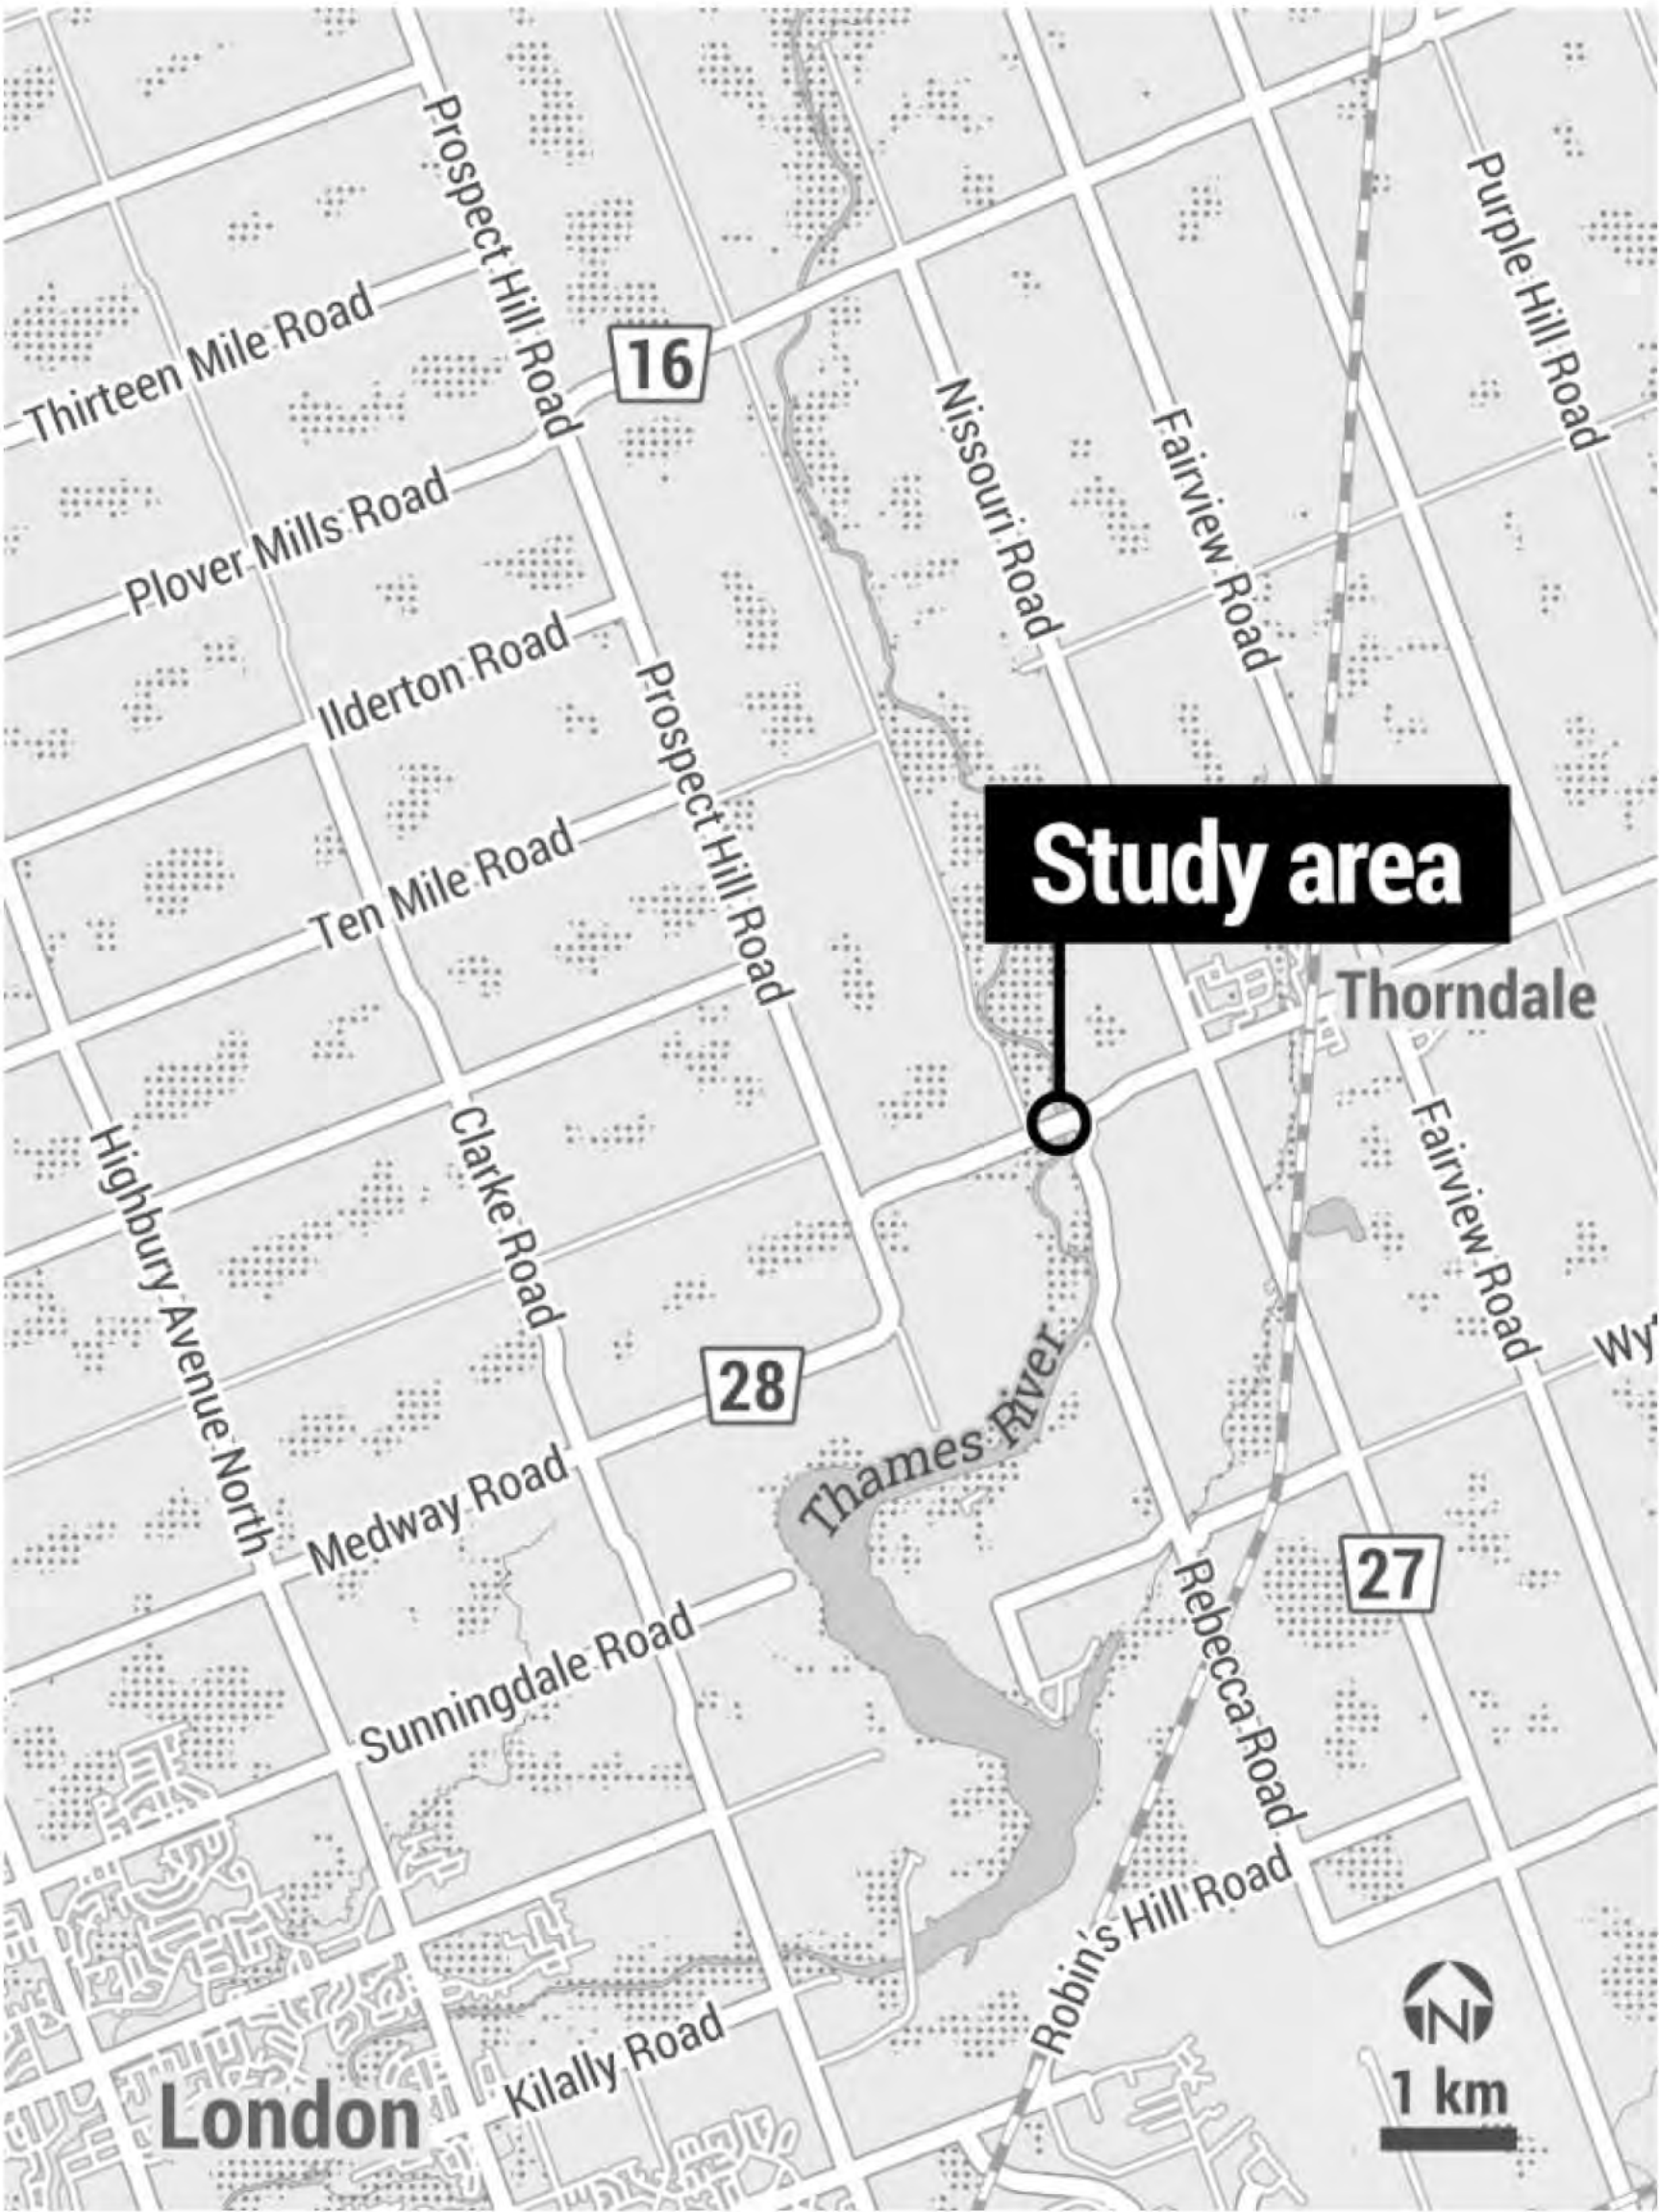 Prospect Hill Road
Purple Hill Road
Thirteen Mile Road
16
Nissouri Road
Fairview Road
Plover Mills Road
Ilderton Road
Prospect Hill Road
Study area
Ten Mile Road
Thorndale
Highbury Avenue North
Clarke Road
Fairview Road
Wy
28
Thames River
Medway Road
27
Sunningdale Road
Rebecca Road
Robin's Hill Road
N
Kilally Road
London
1 km